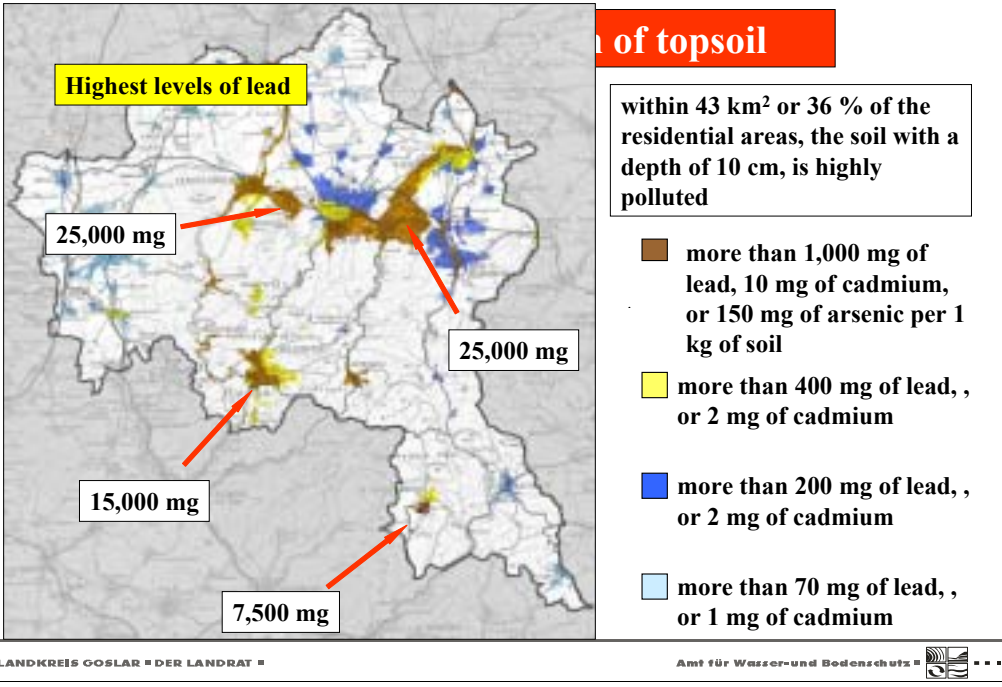 of topsoil
Highest levels of lead
within 43 km² or 36 % of the
residential areas, the soil with a
depth of 10 cm, is highly
polluted
25,000 mg
25,000 mg
15,000 mg
7,500 mg
more than 1,000 mg of
lead, 10 mg of cadmium,
or 150 mg of arsenic per 1
kg of soil
more than 400 mg of lead, ,
or 2 mg of cadmium
more than 200 mg of lead, ,
or 2 mg of cadmium
more than 70 mg of lead, ,
or 1 mg of cadmium
LANDKREIS GOSLAR ▪ DER LANDRAT ▪
Amt für Wasser-und Bodenschutz ▪